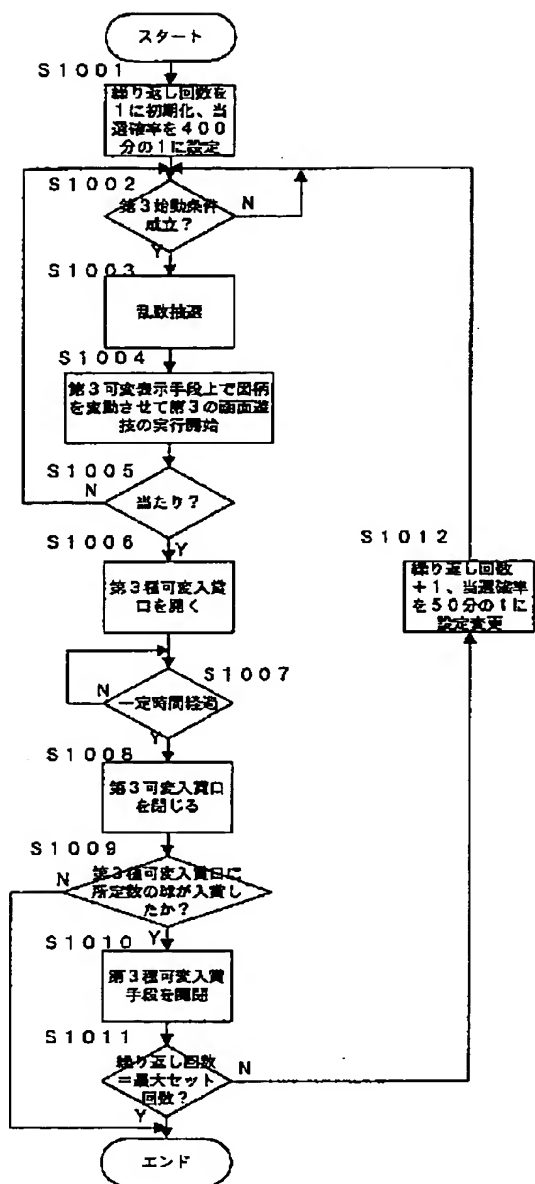 スタート
S1001
繰り返し回数を
1に初期化、当
選確率を400
分の1に設定
S1002
第3始動条件
成立?
N
Y
S1003
乱数抽選
S1004
第3可変表示手段上で図柄
を変動させて第3の画面遊
技の実行開始
S1005
N
当たり?
S1006
Y
第3種可変入賞
口を開く
S1007
N
一定時間経過
Y
S1008
第3可変入賞口
を閉じる
S1009
N
第3種可変入賞口に
所定数の球が入賞し
たか?
S1010
Y
第3種可変入賞
手段を開閉
S1011
繰り返し回数
=最大セット
回数?
N
Y
エンド
S1012
繰り返し回数
+1、当選確率
を50分の1に
設定変更